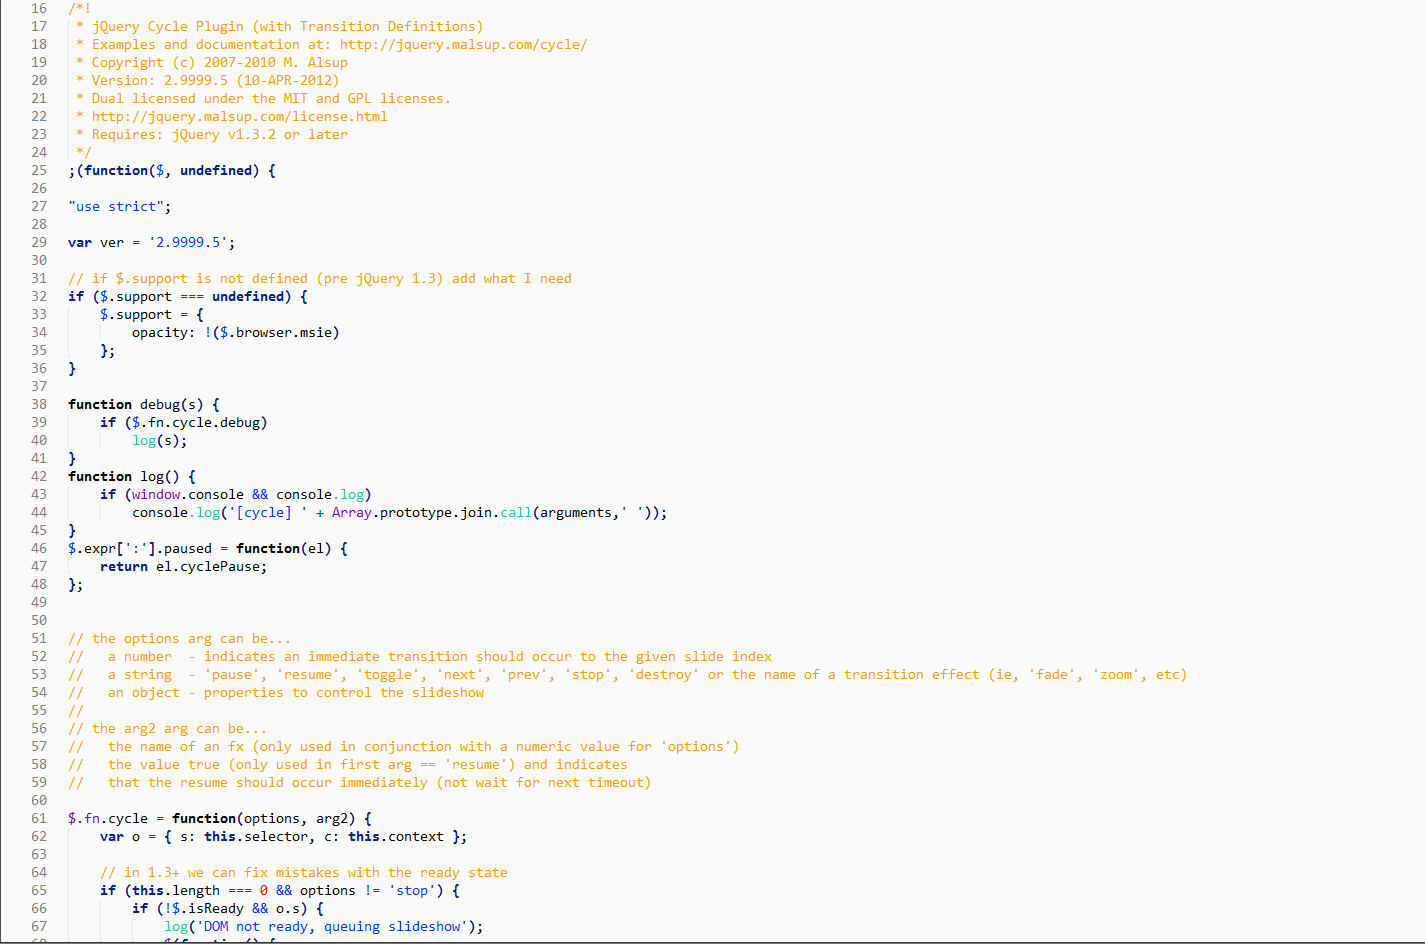 16 /*!
17  * jQuery Cycle Plugin (with Transition Definitions)
18  * Examples and documentation at: http://jquery.malsup.com/cycle/
19  * Copyright (c) 2007-2010 M. Alsup
20  * Version: 2.9999.5 (10-APR-2012)
21  * Dual licensed under the MIT and GPL licenses.
22  * http://jquery.malsup.com/license.html
23  * Requires: jQuery v1.3.2 or later
24  */
25 ;(function($, undefined) {
26
27 "use strict";
28
29 var ver = '2.9999.5';
30
31 // if $.support is not defined (pre jQuery 1.3) add what I need
32 if ($.support === undefined) {
33     $.support = {
34         opacity: !($.browser.msie)
35     };
36 }
37
38 function debug(s) {
39     if ($.fn.cycle.debug)
40         log(s);
41 }
42 function log() {
43     if (window.console && console.log)
44         console.log('[cycle] ' + Array.prototype.join.call(arguments,' '));
45 }
46 $.expr[':'].paused = function(el) {
47     return el.cyclePause;
48 };
49
50
51 // the options arg can be...
52 //   a number  - indicates an immediate transition should occur to the given slide index
53 //   a string  - 'pause', 'resume', 'toggle', 'next', 'prev', 'stop', 'destroy' or the name of a transition effect (ie, 'fade', 'zoom', etc)
54 //   an object - properties to control the slideshow
55 //
56 // the arg2 arg can be...
57 //   the name of an fx (only used in conjunction with a numeric value for 'options')
58 //   the value true (only used in first arg == 'resume') and indicates
59 //   that the resume should occur immediately (not wait for next timeout)
60
61 $.fn.cycle = function(options, arg2) {
62     var o = { s: this.selector, c: this.context };
63
64     // in 1.3+ we can fix mistakes with the ready state
65     if (this.length === 0 && options != 'stop') {
66         if (!$.isReady && o.s) {
67             log('DOM not ready, queuing slideshow');